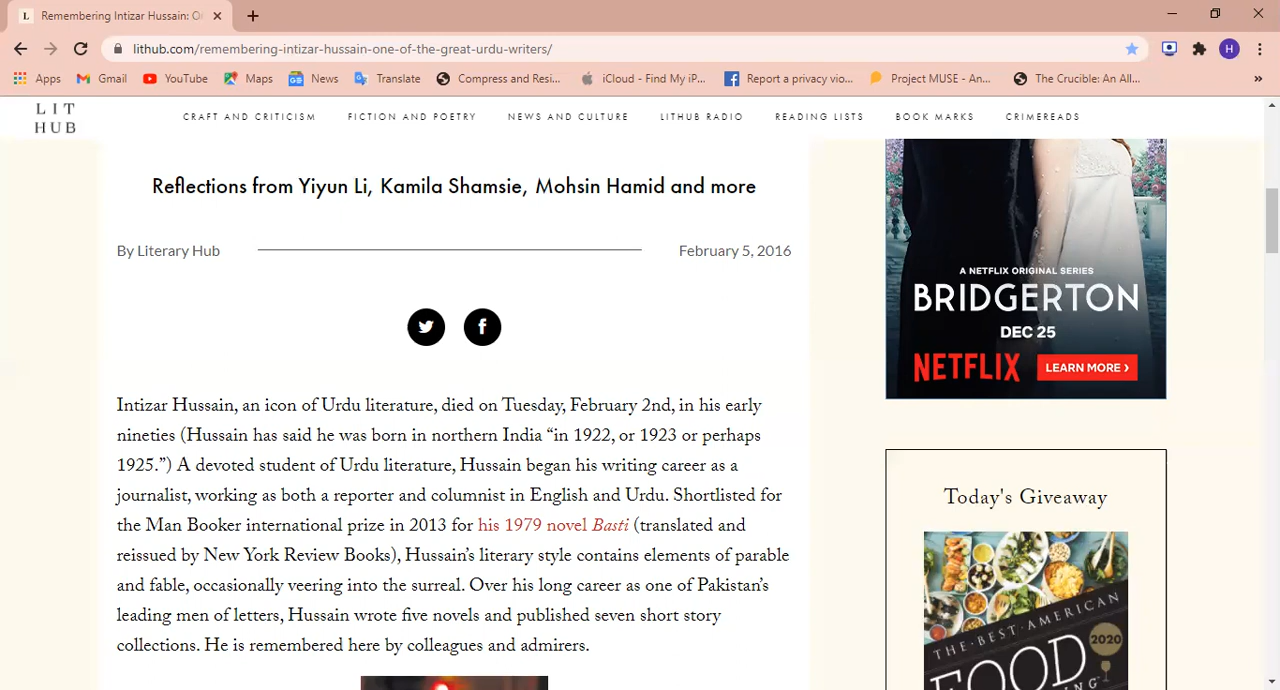 L
Remembering Intizar Hussain: O
lithub.com/remembering-intizar-hussain-one-of-the-great-urdu-writers/
H
Apps
Gmail
YouTube
Maps
News
Translate
Compress and Resi...
iCloud - Find My iP...
Report a privacy vio...
Project MUSE - An...
The Crucible: An All...
LIT
HUB
CRAFT AND CRITICISM
FICTION AND POETRY
NEWS AND CULTURE
LITHUB RADIO
READING LISTS
BOOK MARKS
CRIMEREADS
Reflections from Yiyun Li, Kamila Shamsie, Mohsin Hamid and more
By Literary Hub
February 5, 2016
Intizar Hussain, an icon of Urdu literature, died on Tuesday, February 2nd, in his early
nineties (Hussain has said he was born in northern India “in 1922, or 1923 or perhaps
1925.”) A devoted student of Urdu literature, Hussain began his writing career as a
journalist, working as both a reporter and columnist in English and Urdu. Shortlisted for
the Man Booker international prize in 2013 for his 1979 novel Basti (translated and
reissued by New York Review Books), Hussain’s literary style contains elements of parable
and fable, occasionally vering into the surreal. Over his long career as one of Pakistan’s
leading men of letters, Hussain wrote five novels and published seven short story
collections. He is remembered here by colleagues and admirers.
A NETFLIX ORIGINAL SERIES
BRIDGERTON
DEC 25
NETFLIX
LEARN MORE ›
Today's Giveaway
THE·BEST·AMERICAN
2020
FOOD